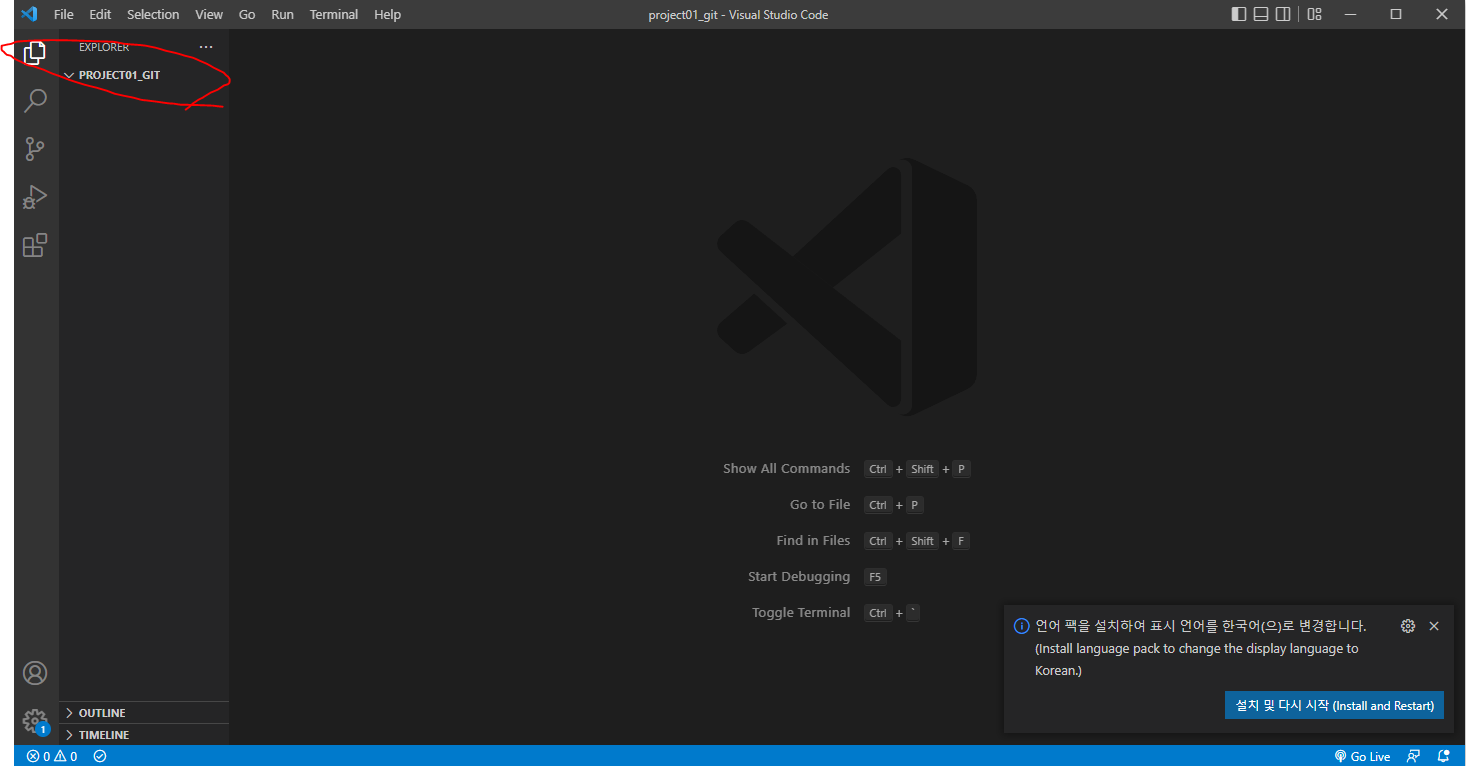 File Edit Selection View Go Run Terminal Help
project01_git - Visual Studio Code
EXPLORER
PROJECT01_GIT
Show All Commands Ctrl + Shift + P
Go to File Ctrl + P
Find in Files Ctrl + Shift + F
Start Debugging F5
Toggle Terminal Ctrl + `
언어 팩을 설치하여 표시 언어를 한국어(으)로 변경합니다.
(Install language pack to change the display language to
Korean.)
설치 및 다시 시작 (Install and Restart)
OUTLINE
1
TIMELINE
0 0
Go Live